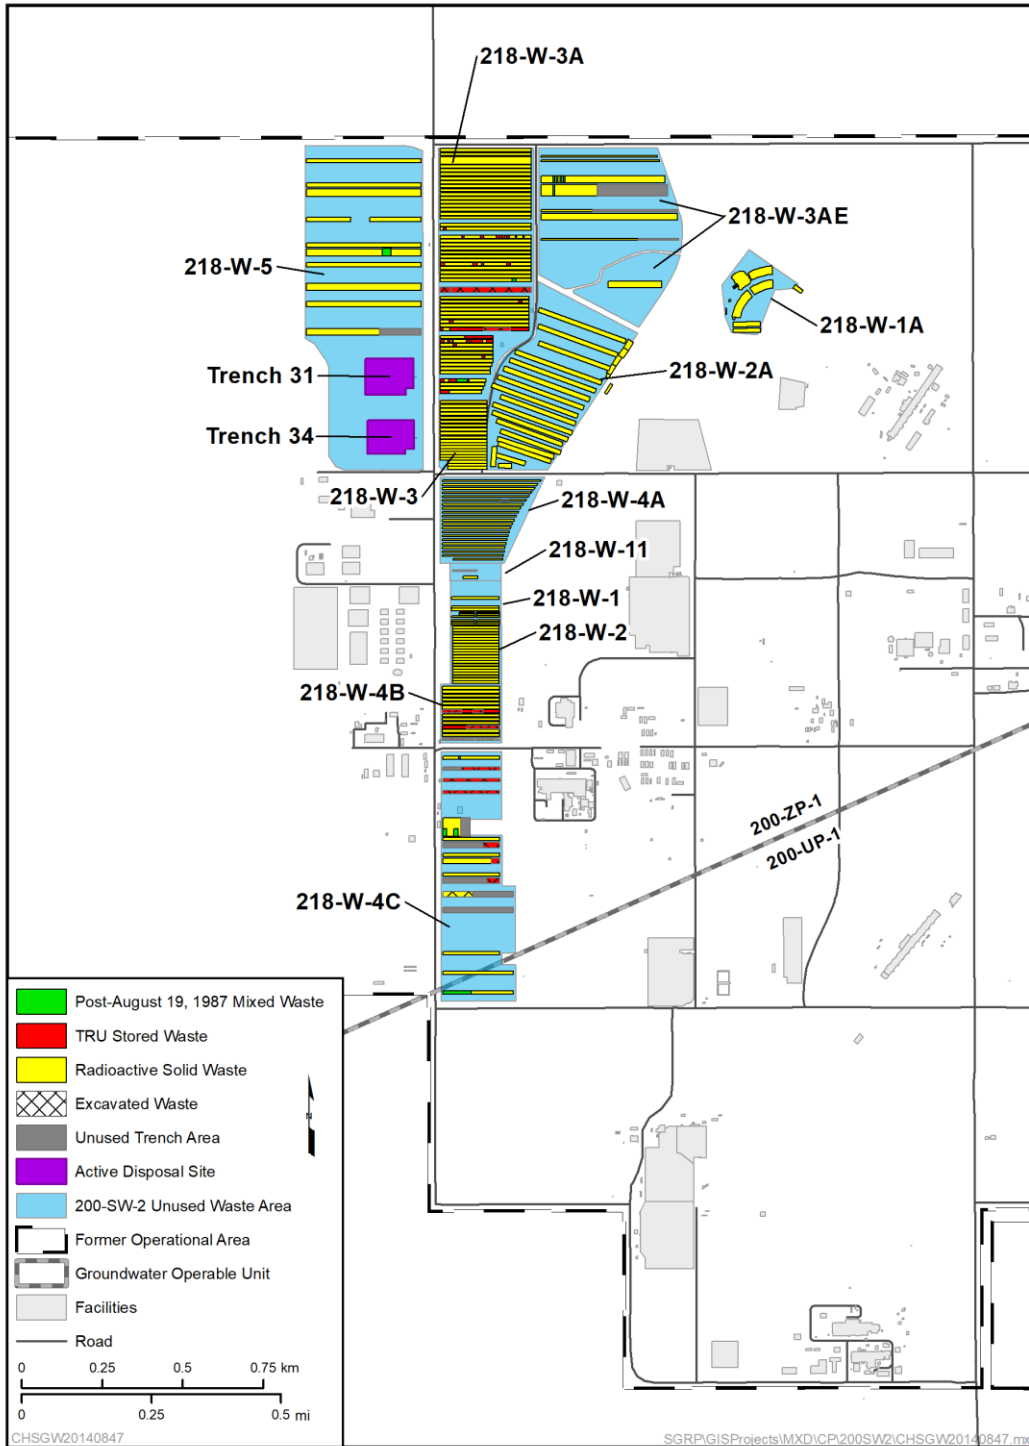 218-W-3A
218-W-3AE
218-W-5
218-W-1A
Trench 31
218-W-2A
Trench 34
218-W-3
218-W-4A
218-W-11
218-W-1
218-W-2
218-W-4B
200-ZP-1
200-UP-1
218-W-4C
Post-August 19, 1987 Mixed Waste
TRU Stored Waste
Radioactive Solid Waste
Excavated Waste
Unused Trench Area
Active Disposal Site
200-SW-2 Unused Waste Area
Former Operational Area
Groundwater Operable Unit
Facilities
Road
N
0 0.25 0.5 0.75 km
0 0.25 0.5 mi
CHSGW20140847
SGRP\GISProjects\MXD\CP\200SW2\CHSGW20140847.mx